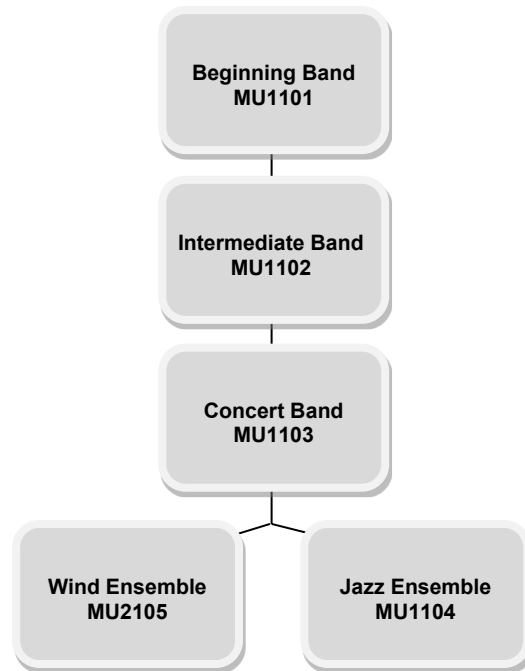 Beginning Band
MU1101
Intermediate Band
MU1102
Concert Band
MU1103
Wind Ensemble
MU2105
Jazz Ensemble
MU1104